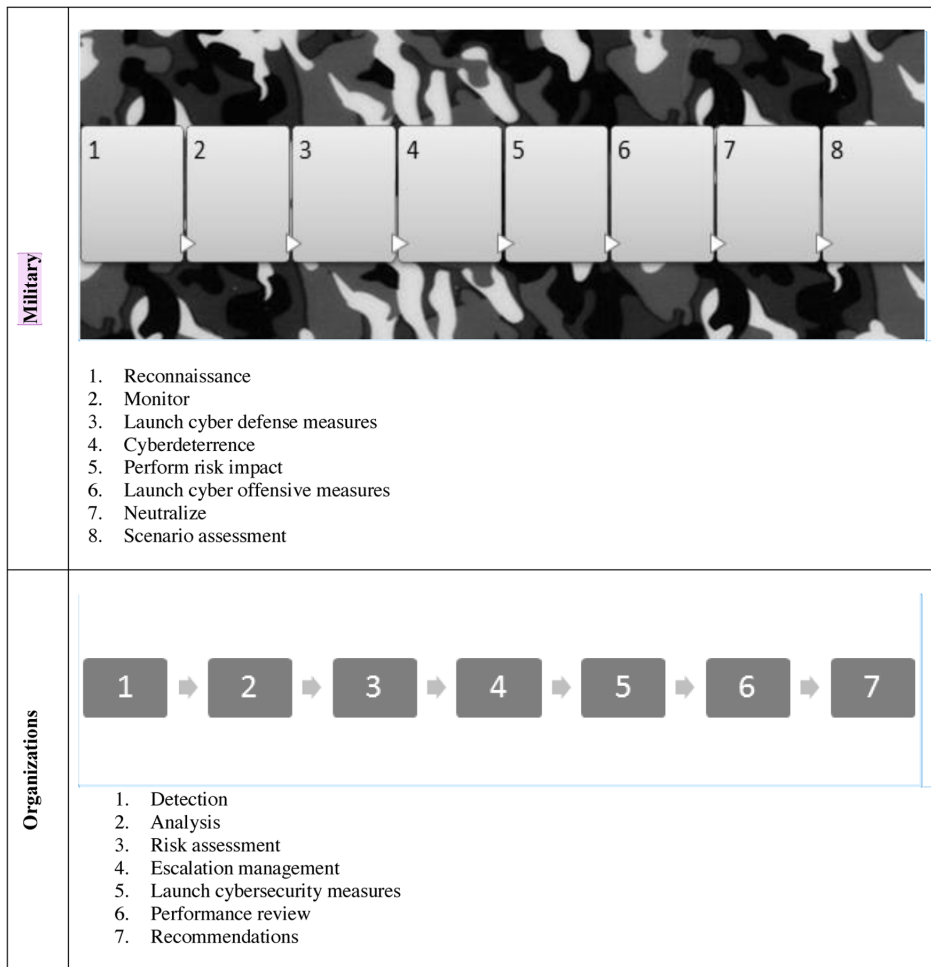 Military
1 2 3 4 5 6 7 8
1. Reconnaissance
2. Monitor
3. Launch cyber defense measures
4. Cyberdeterrence
5. Perform risk impact
6. Launch cyber offensive measures
7. Neutralize
8. Scenario assessment
Organizations
1 2 3 4 5 6 7
1. Detection
2. Analysis
3. Risk assessment
4. Escalation management
5. Launch cybersecurity measures
6. Performance review
7. Recommendations